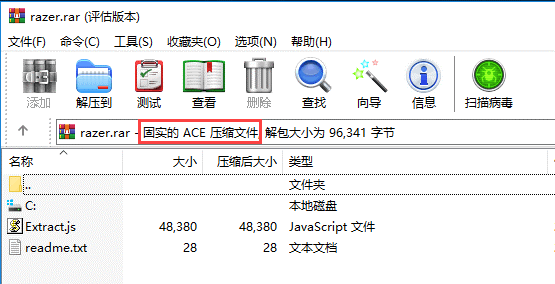 razer.rar (评估版本)
文件(F) 命令(C) 工具(S) 收藏夹(O) 选项(N) 帮助(H)
添加 解压到 测试 查看 删除 查找 向导 信息 扫描病毒
razer.rar - 固实的 ACE 压缩文件, 解包大小为 96,341 字节
名称 大小 压缩后大小 类型
.. 文件夹
C: 本地磁盘
Extract.js 48,380 48,380 JavaScript 文件
readme.txt 28 28 文本文档